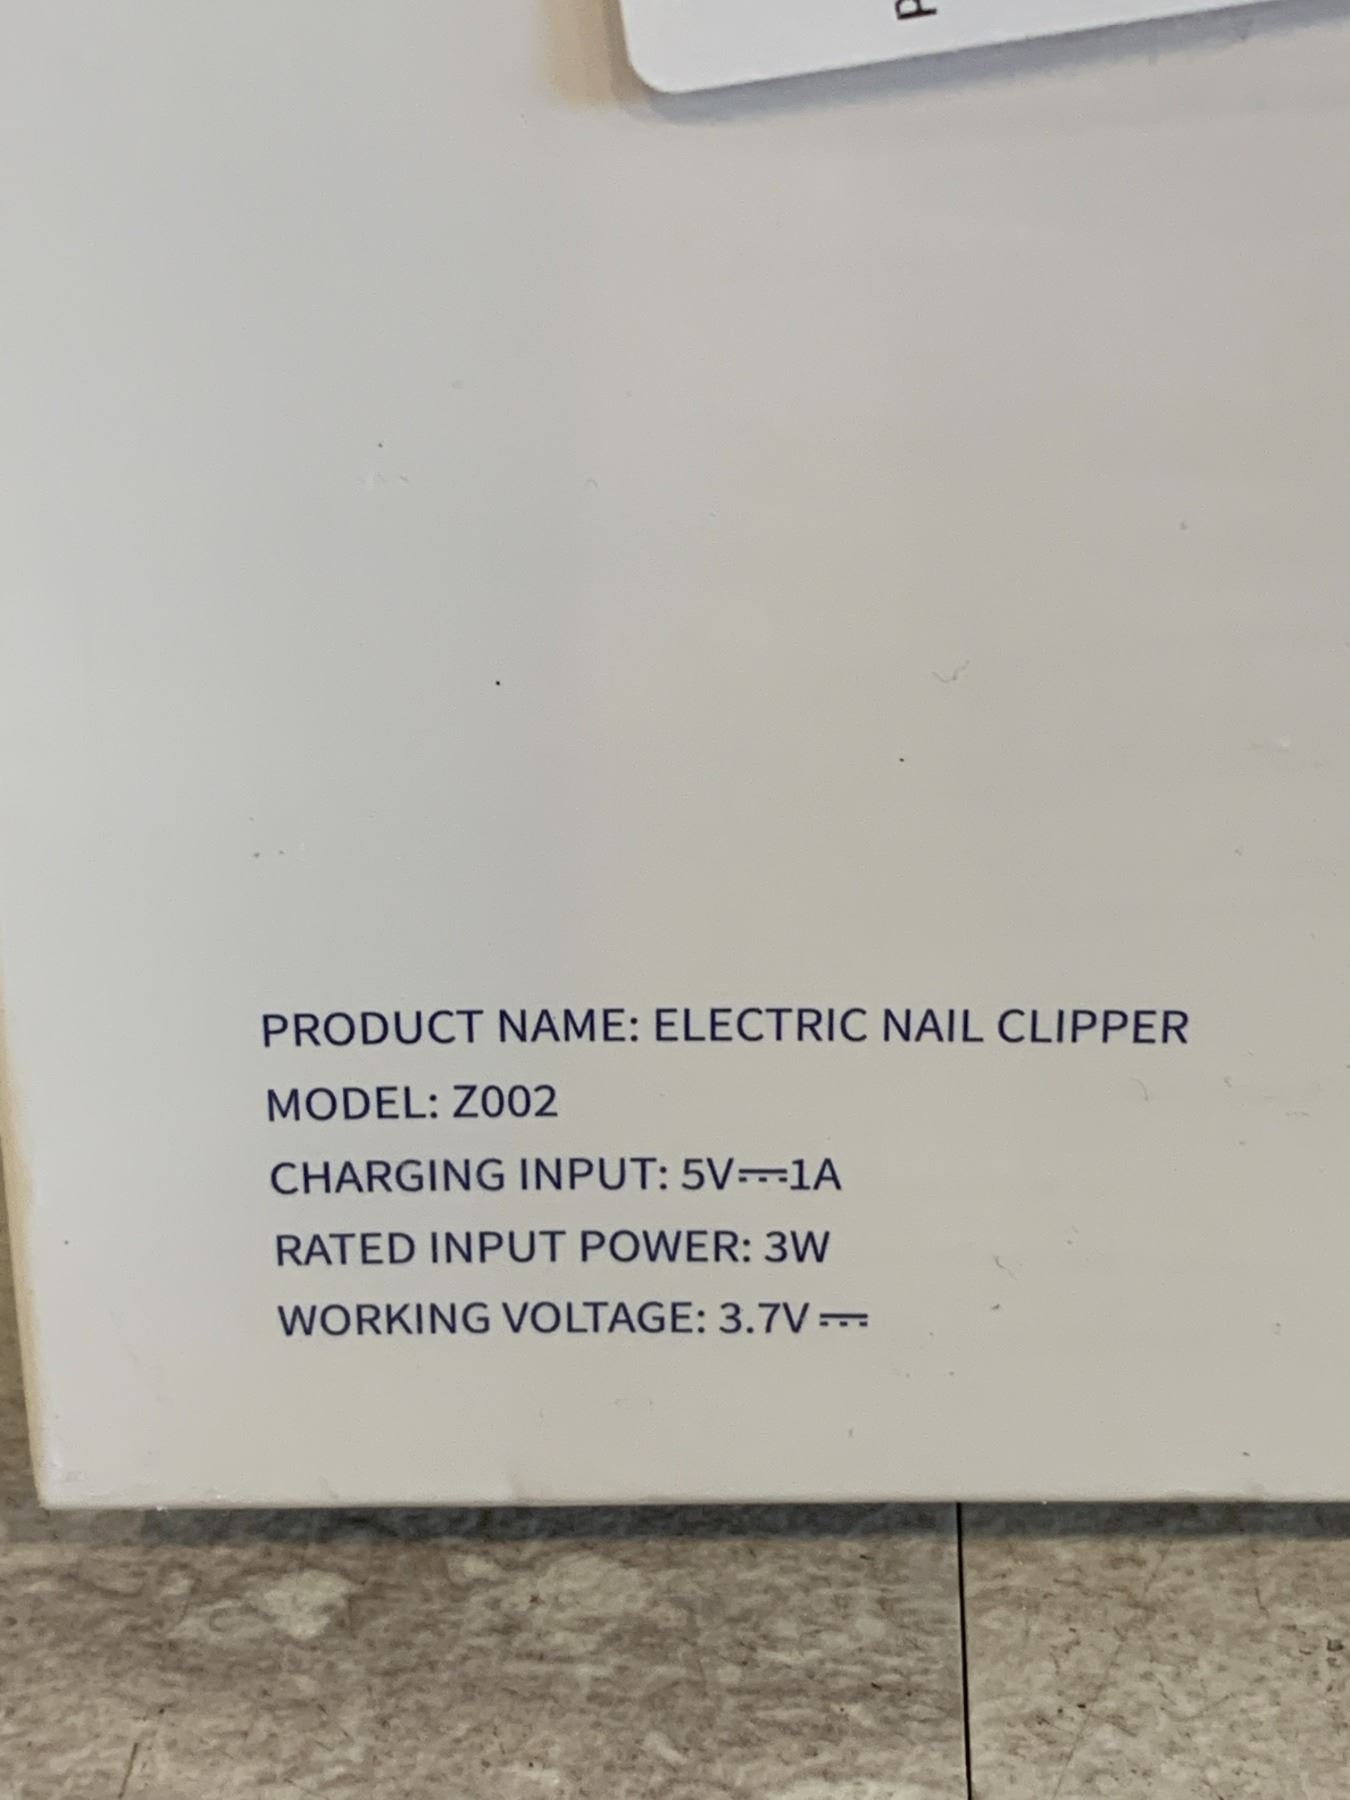 P
PRODUCT NAME: ELECTRIC NAIL CLIPPER
MODEL: Z002
CHARGING INPUT: 5V⎓1A
RATED INPUT POWER: 3W
WORKING VOLTAGE: 3.7V⎓